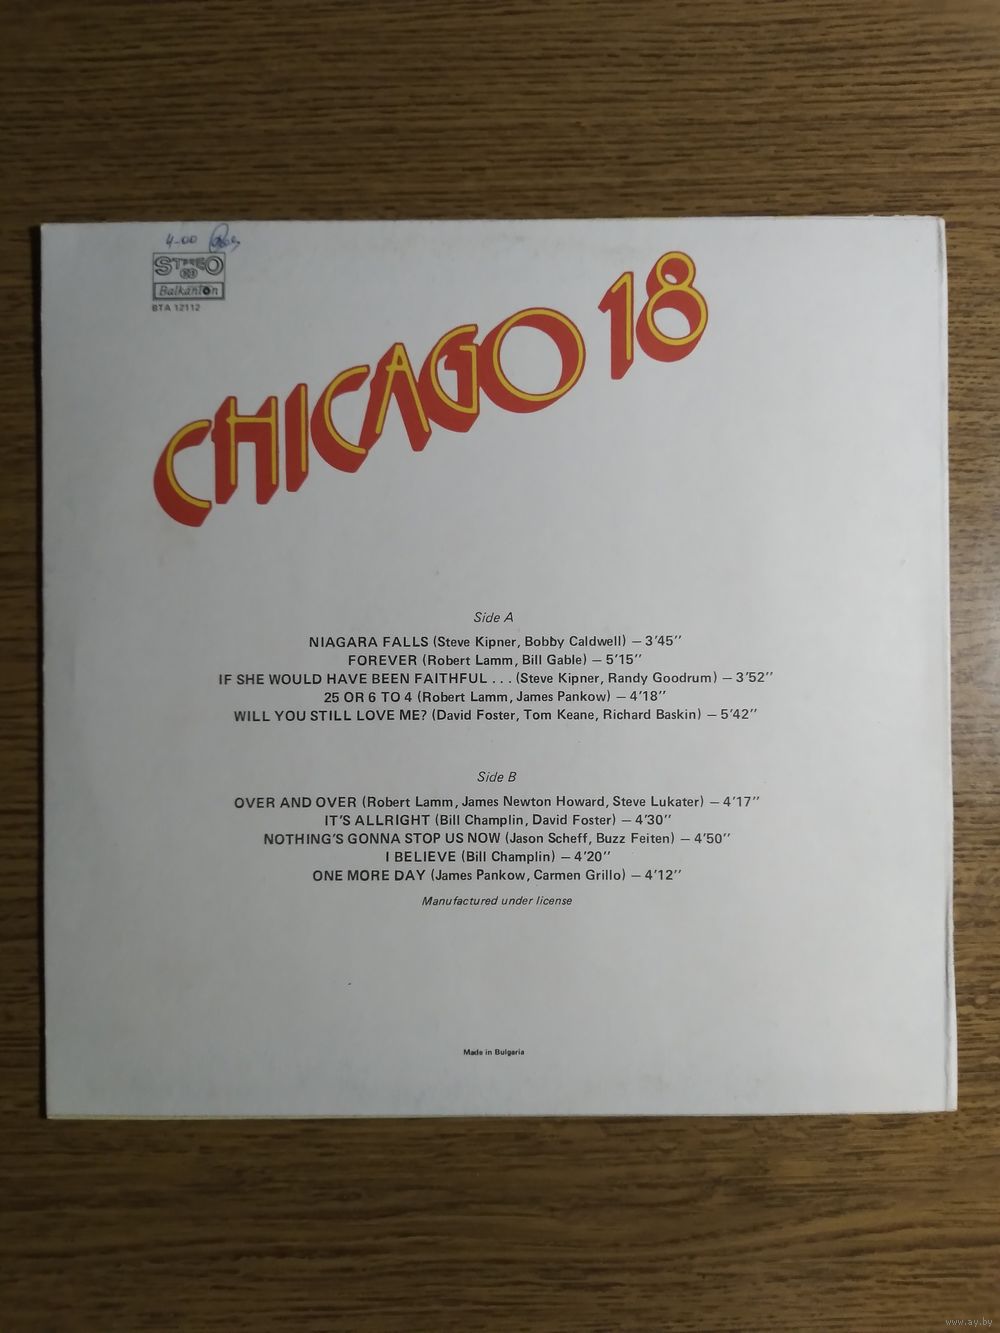 4-00
STEREO
Balkanton
BTA 12112
CHICAGO 18
Side A
NIAGARA FALLS (Steve Kipner, Bobby Caldwell) — 3'45''
FOREVER (Robert Lamm, Bill Gable) — 5'15''
IF SHE WOULD HAVE BEEN FAITHFUL . . . (Steve Kipner, Randy Goodrum) — 3'52''
25 OR 6 TO 4 (Robert Lamm, James Pankow) — 4'18''
WILL YOU STILL LOVE ME? (David Foster, Tom Keane, Richard Baskin) — 5'42''
Side B
OVER AND OVER (Robert Lamm, James Newton Howard, Steve Lukater) — 4'17''
IT'S ALLRIGHT (Bill Champlin, David Foster) — 4'30''
NOTHING'S GONNA STOP US NOW (Jason Scheff, Buzz Feiten) — 4'50''
I BELIEVE (Bill Champlin) — 4'20''
ONE MORE DAY (James Pankow, Carmen Grillo) — 4'12''
Manufactured under license
Made in Bulgaria
www.ay.by